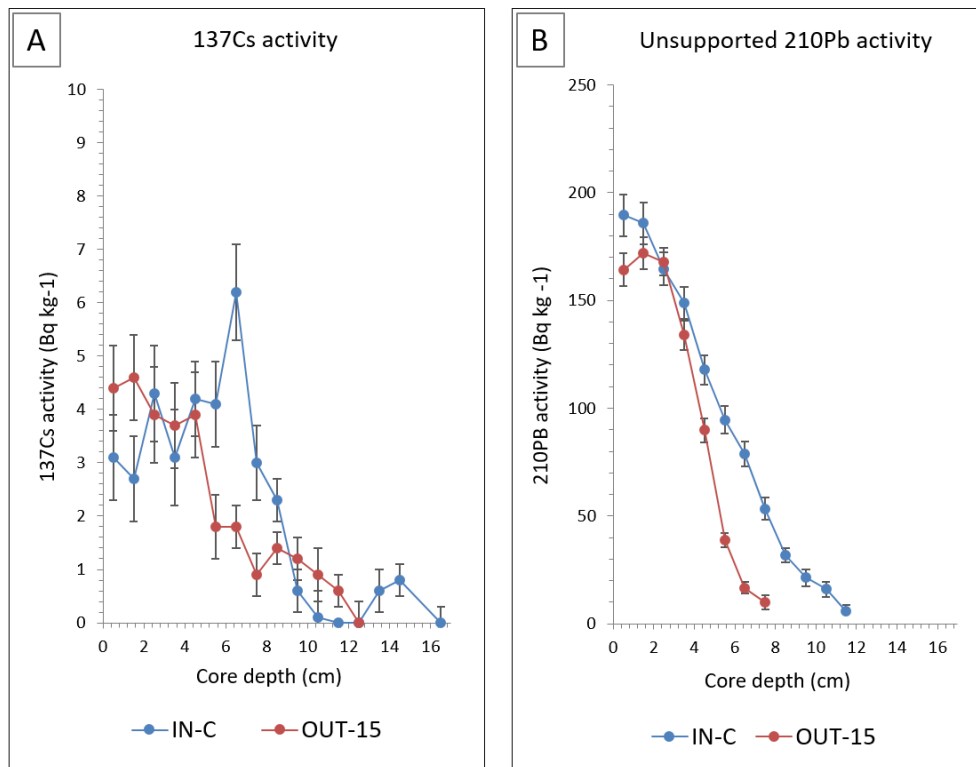 A
137Cs activity
10
9
8
7
6
5
4
3
2
1
0
137Cs activity (Bq kg-1)
0 2 4 6 8 10 12 14 16
Core depth (cm)
IN-C OUT-15
B
Unsupported 210Pb activity
250
200
150
100
50
0
210PB activity (Bq kg -1)
0 2 4 6 8 10 12 14 16
Core depth (cm)
IN-C OUT-15